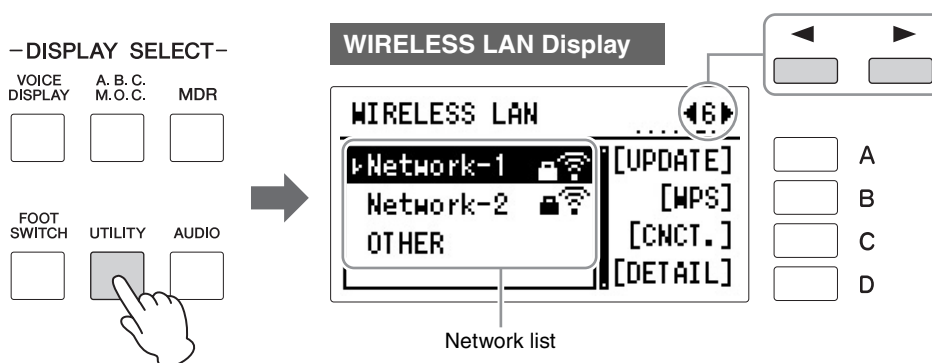 -DISPLAY SELECT-
VOICE DISPLAY
A. B. C. M. O. C.
MDR
FOOT SWITCH
UTILITY
AUDIO
WIRELESS LAN Display
◀ ▶
WIRELESS LAN ◀6▶
Network-1 [UPDATE]
Network-2 [WPS]
OTHER [CNCT.]
[DETAIL]
A
B
C
D
Network list